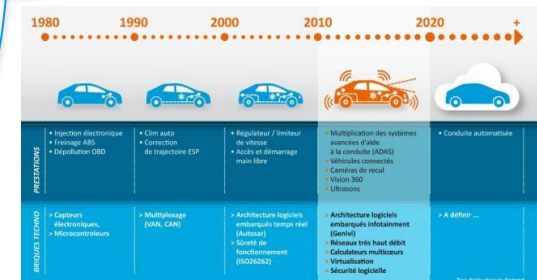 1980 1990 2000 2010 2020 +
PRESTATIONS
• Injection électronique
• Freinage ABS
• Dépollution OBD
• Clim auto
• Correction
de trajectoire ESP
• Régulateur / limiteur
de vitesse
• Accès et démarrage
main libre
• Multiplication des systèmes
avancées d'aide
à la conduite (ADAS)
• Véhicules connectés
• Caméras de recul
• Vision 360
• Ultrasons
• Conduite automatisée
BRIQUES TECHNO
> Capteurs
électroniques,
> Microcontroleurs
> Multiplexage
(VAN, CAN)
> Architecture logiciels
embarqués temps réel
(Autosar)
> Sûreté de
fonctionnement
(ISO26262)
> Architecture logiciels
embarqués infotainment
(Genivi)
> Réseaux très haut débit
> Calculateurs multicœurs
> Virtualisation
> Sécurité logicielle
> A définir ...